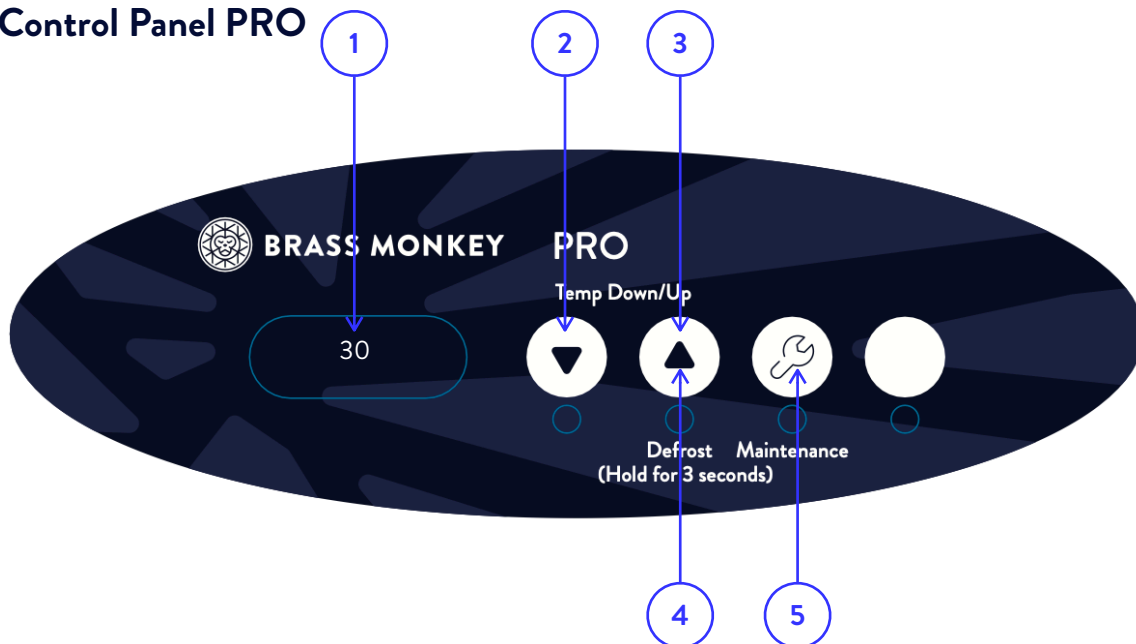 Control Panel PRO
1
2
3
BRASS MONKEY
PRO
Temp Down/Up
30
Defrost
(Hold for 3 seconds)
Maintenance
4
5